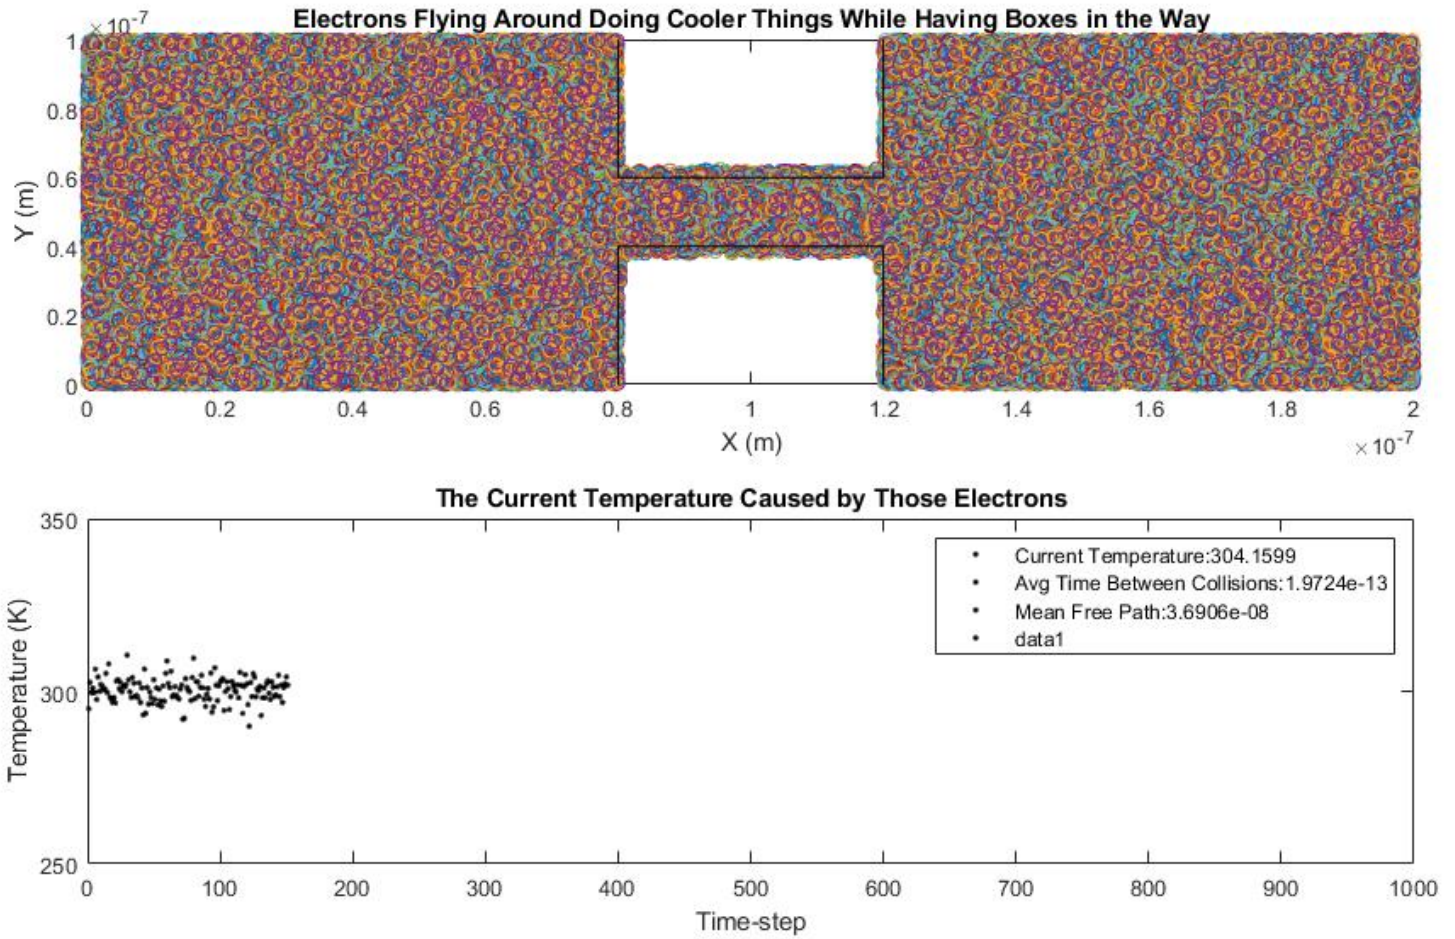 Electrons Flying Around Doing Cooler Things While Having Boxes in the Way
×10⁻⁷
1
0.8
0.6
0.4
0.2
0
Y (m)
0 0.2 0.4 0.6 0.8 1 1.2 1.4 1.6 1.8 2
X (m)
×10⁻⁷
The Current Temperature Caused by Those Electrons
350
300
250
Temperature (K)
Current Temperature:304.1599
Avg Time Between Collisions:1.9724e-13
Mean Free Path:3.6906e-08
data1
0 100 200 300 400 500 600 700 800 900 1000
Time-step